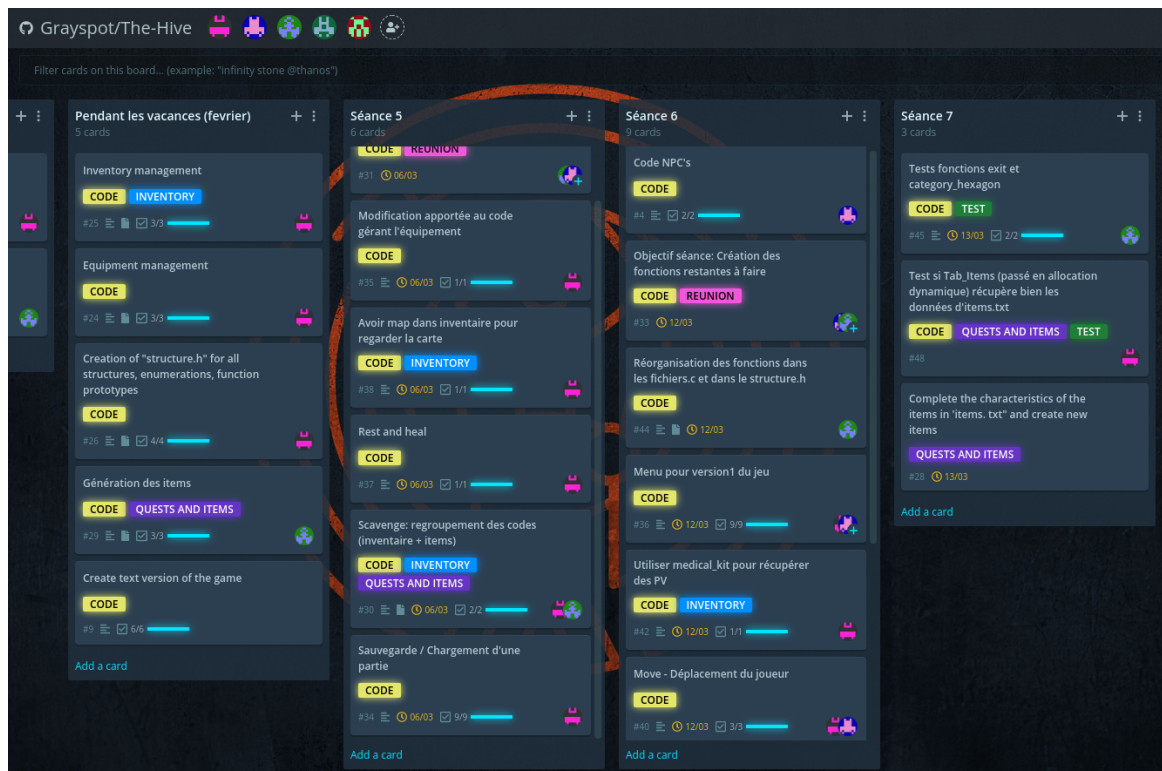 Grayspot/The-Hive
Filter cards on this board... (example: "infinity stone @thanos")
Pendant les vacances (fevrier)
5 cards
Inventory management
CODE INVENTORY
#25 3/3
Equipment management
CODE
#24 3/3
Creation of "structure.h" for all
structures, enumerations, function
prototypes
CODE
#26 4/4
Génération des items
CODE QUESTS AND ITEMS
#29 3/3
Create text version of the game
CODE
#9 6/6
Add a card
Séance 5
6 cards
CODE REUNION
#31 06/03
Modification apportée au code
gérant l'équipement
CODE
#35 06/03 1/1
Avoir map dans inventaire pour
regarder la carte
CODE INVENTORY
#38 06/03 1/1
Rest and heal
CODE
#37 06/03 1/1
Scavenge: regroupement des codes
(inventaire + items)
CODE INVENTORY
QUESTS AND ITEMS
#30 06/03 2/2
Sauvegarde / Chargement d'une
partie
CODE
#34 06/03 9/9
Add a card
Séance 6
9 cards
Code NPC's
CODE
#4 2/2
Objectif séance: Création des
fonctions restantes à faire
CODE REUNION
#33 12/03
Réorganisation des fonctions dans
les fichiers.c et dans le structure.h
CODE
#44 12/03
Menu pour version1 du jeu
CODE
#36 12/03 9/9
Utiliser medical_kit pour récupérer
des PV
CODE INVENTORY
#42 12/03 1/1
Move - Déplacement du joueur
CODE
#40 12/03 3/3
Add a card
Séance 7
3 cards
Tests fonctions exit et
category_hexagon
CODE TEST
#45 13/03 2/2
Test si Tab_Items (passé en allocation
dynamique) récupère bien les
données d'items.txt
CODE QUESTS AND ITEMS TEST
#48
Complete the characteristics of the
items in 'items. txt" and create new
items
QUESTS AND ITEMS
#28 13/03
Add a card